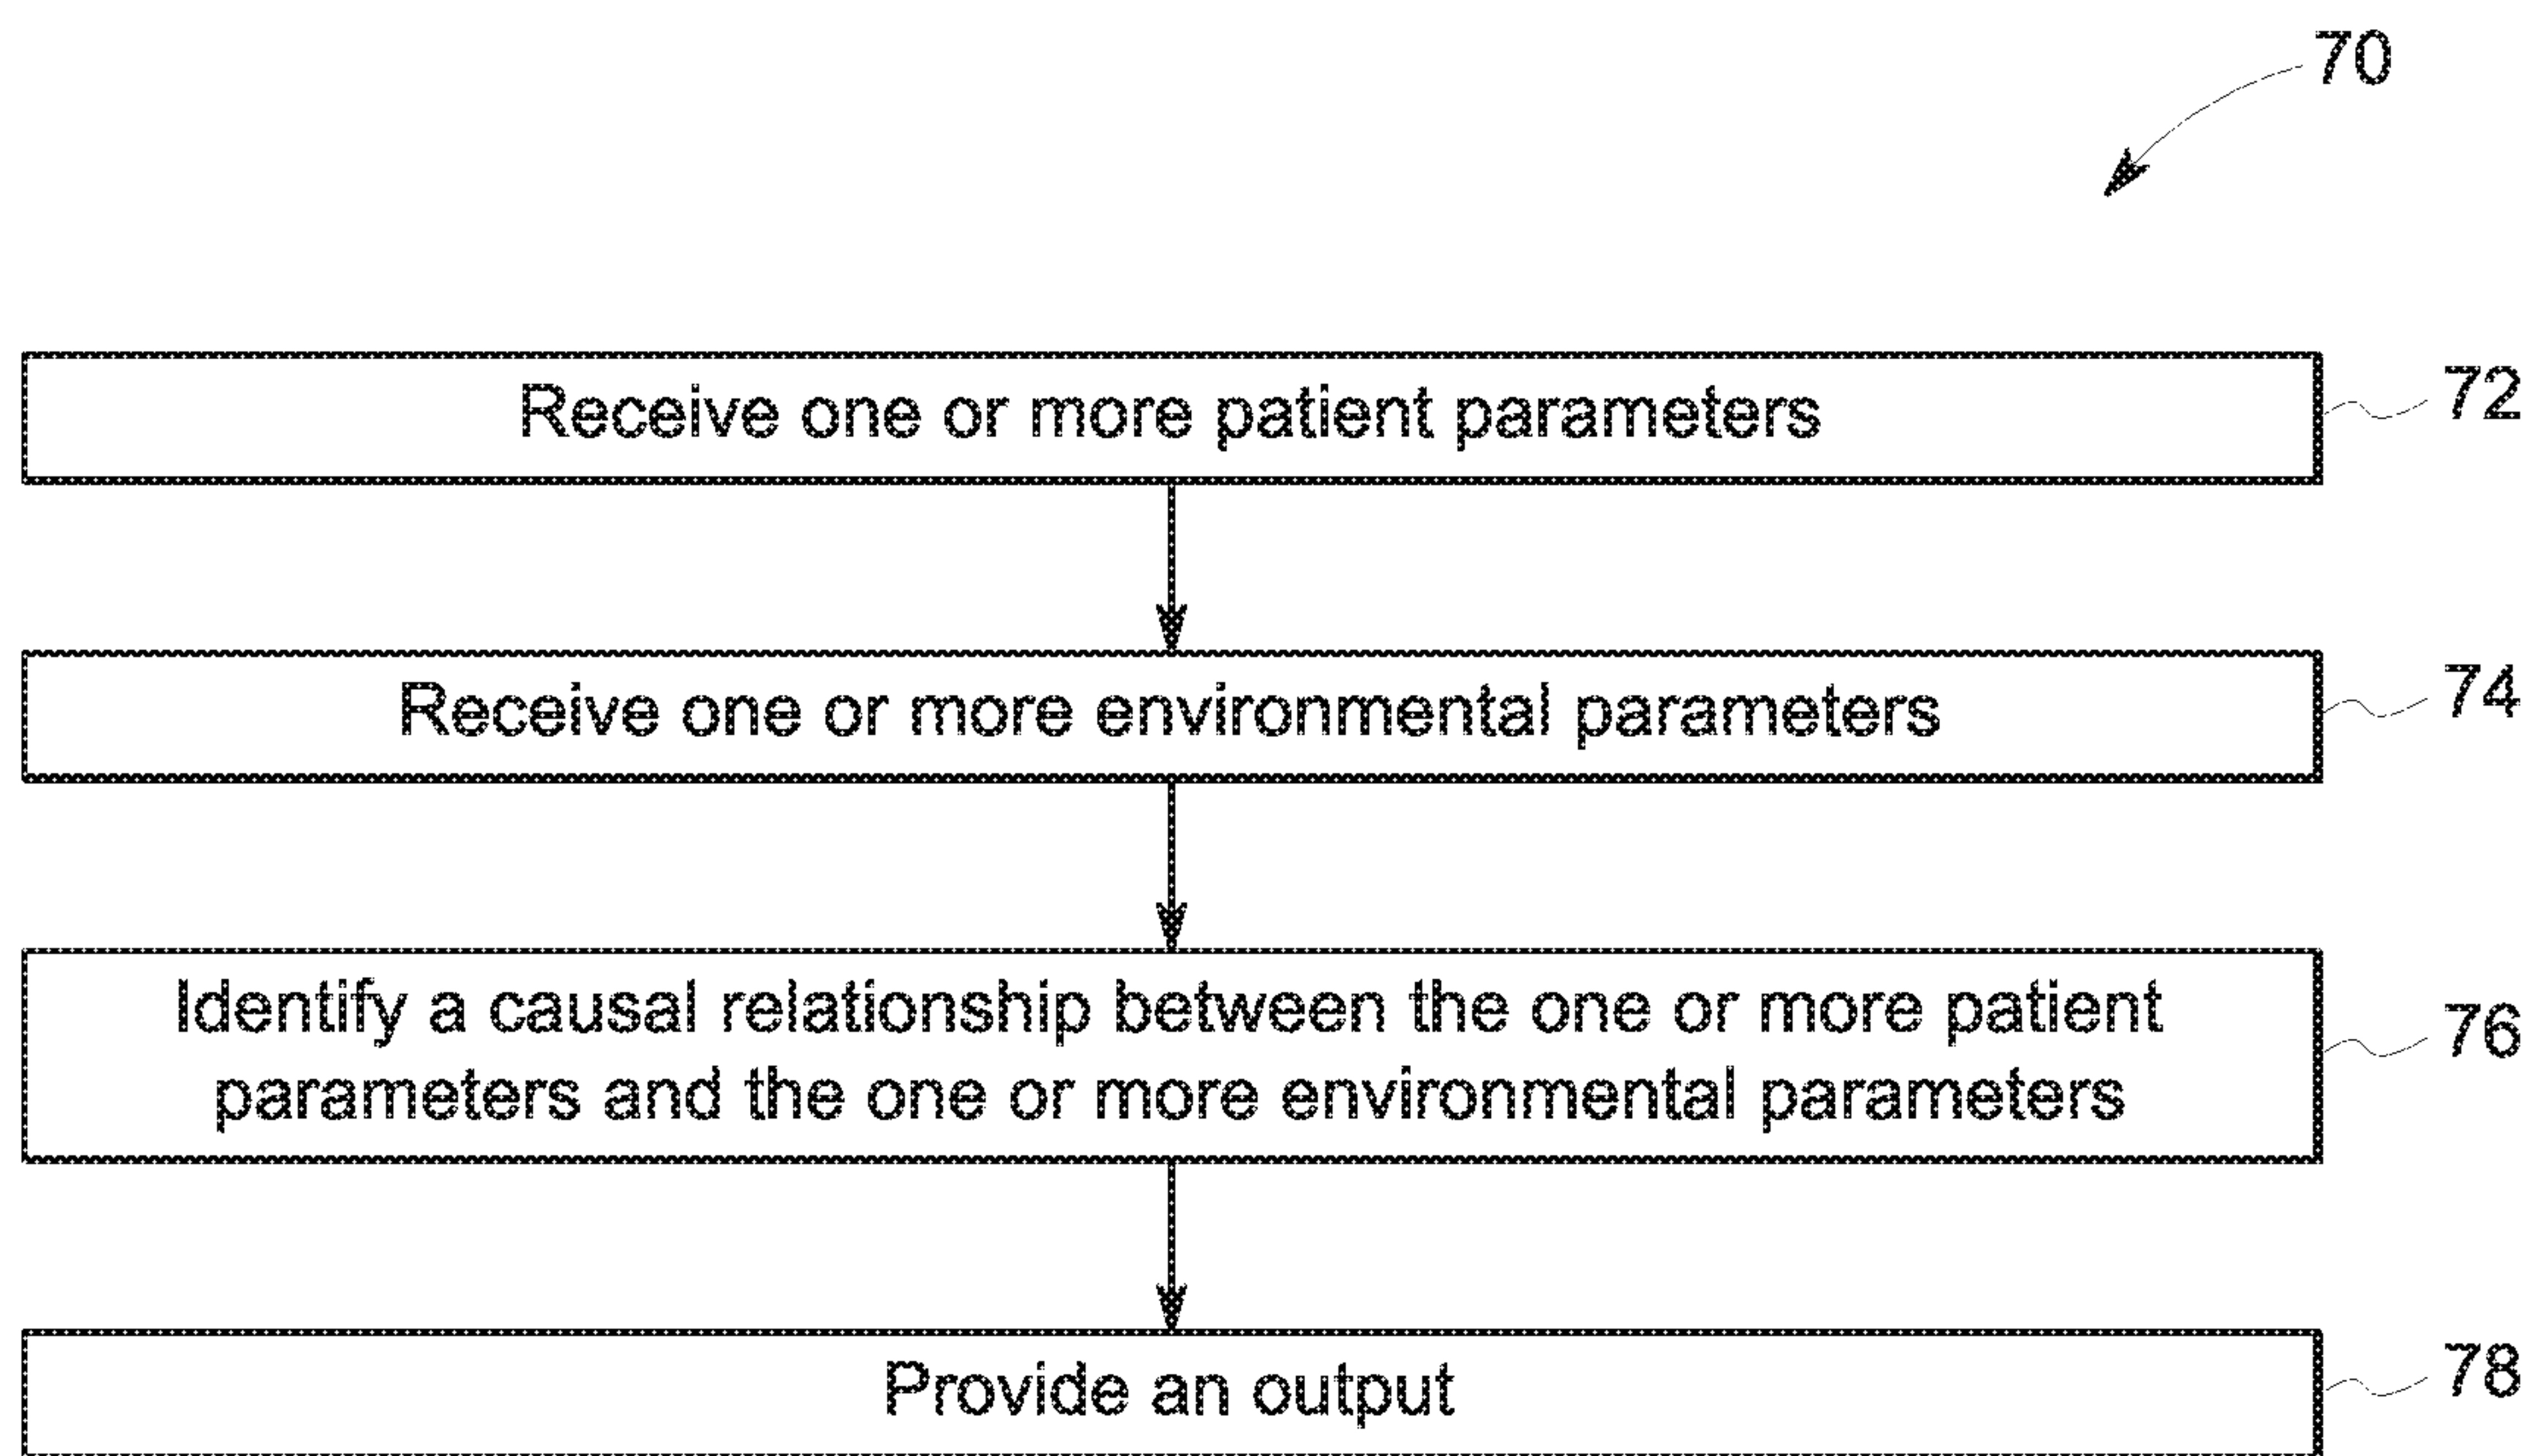 70
Receive one or more patient parameters
72
Receive one or more environmental parameters
74
Identify a causal relationship between the one or more patient
parameters and the one or more environmental parameters
76
Provide an output
78